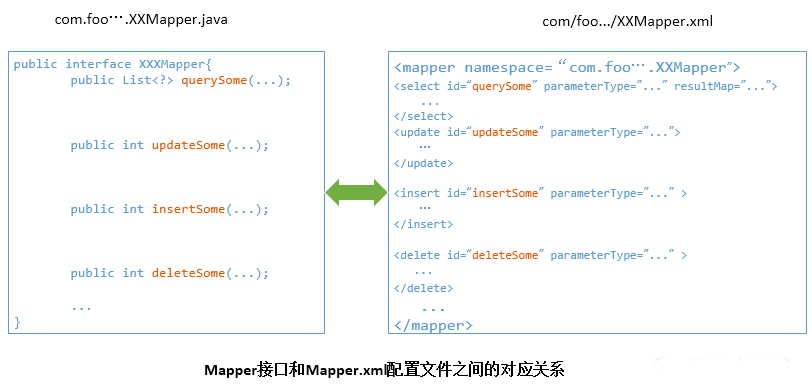 com.foo….XXMapper.java
public interface XXXMapper{
public List<?> querySome(...);
public int updateSome(...);
public int insertSome(...);
public int deleteSome(...);
...
}
com/foo.../XXMapper.xml
<mapper namespace=“com.foo….XXMapper”>
<select id=“querySome” parameterType=”...” resultMap=”...”>
...
</select>
<update id=“updateSome” parameterType=”...”>
…
</update>
<insert id=“insertSome” parameterType=”...” >
…
</insert>
<delete id=“deleteSome” parameterType=”...” >
...
</delete>
...
</mapper>
Mapper接口和Mapper.xml配置文件之间的对应关系